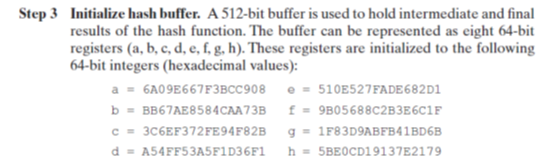 Step 3 Initialize hash buffer. A 512-bit buffer is used to hold intermediate and final
results of the hash function. The buffer can be represented as eight 64-bit
registers (a, b, c, d, e, f, g, h). These registers are initialized to the following
64-bit integers (hexadecimal values):
a = 6A09E667F3BCC908 e = 510E527FADE682D1
b = BB67AE8584CAA73B f = 9B05688C2B3E6C1F
c = 3C6EF372FE94F82B g = 1F83D9ABFB41BD6B
d = A54FF53A5F1D36F1 h = 5BE0CD19137E2179